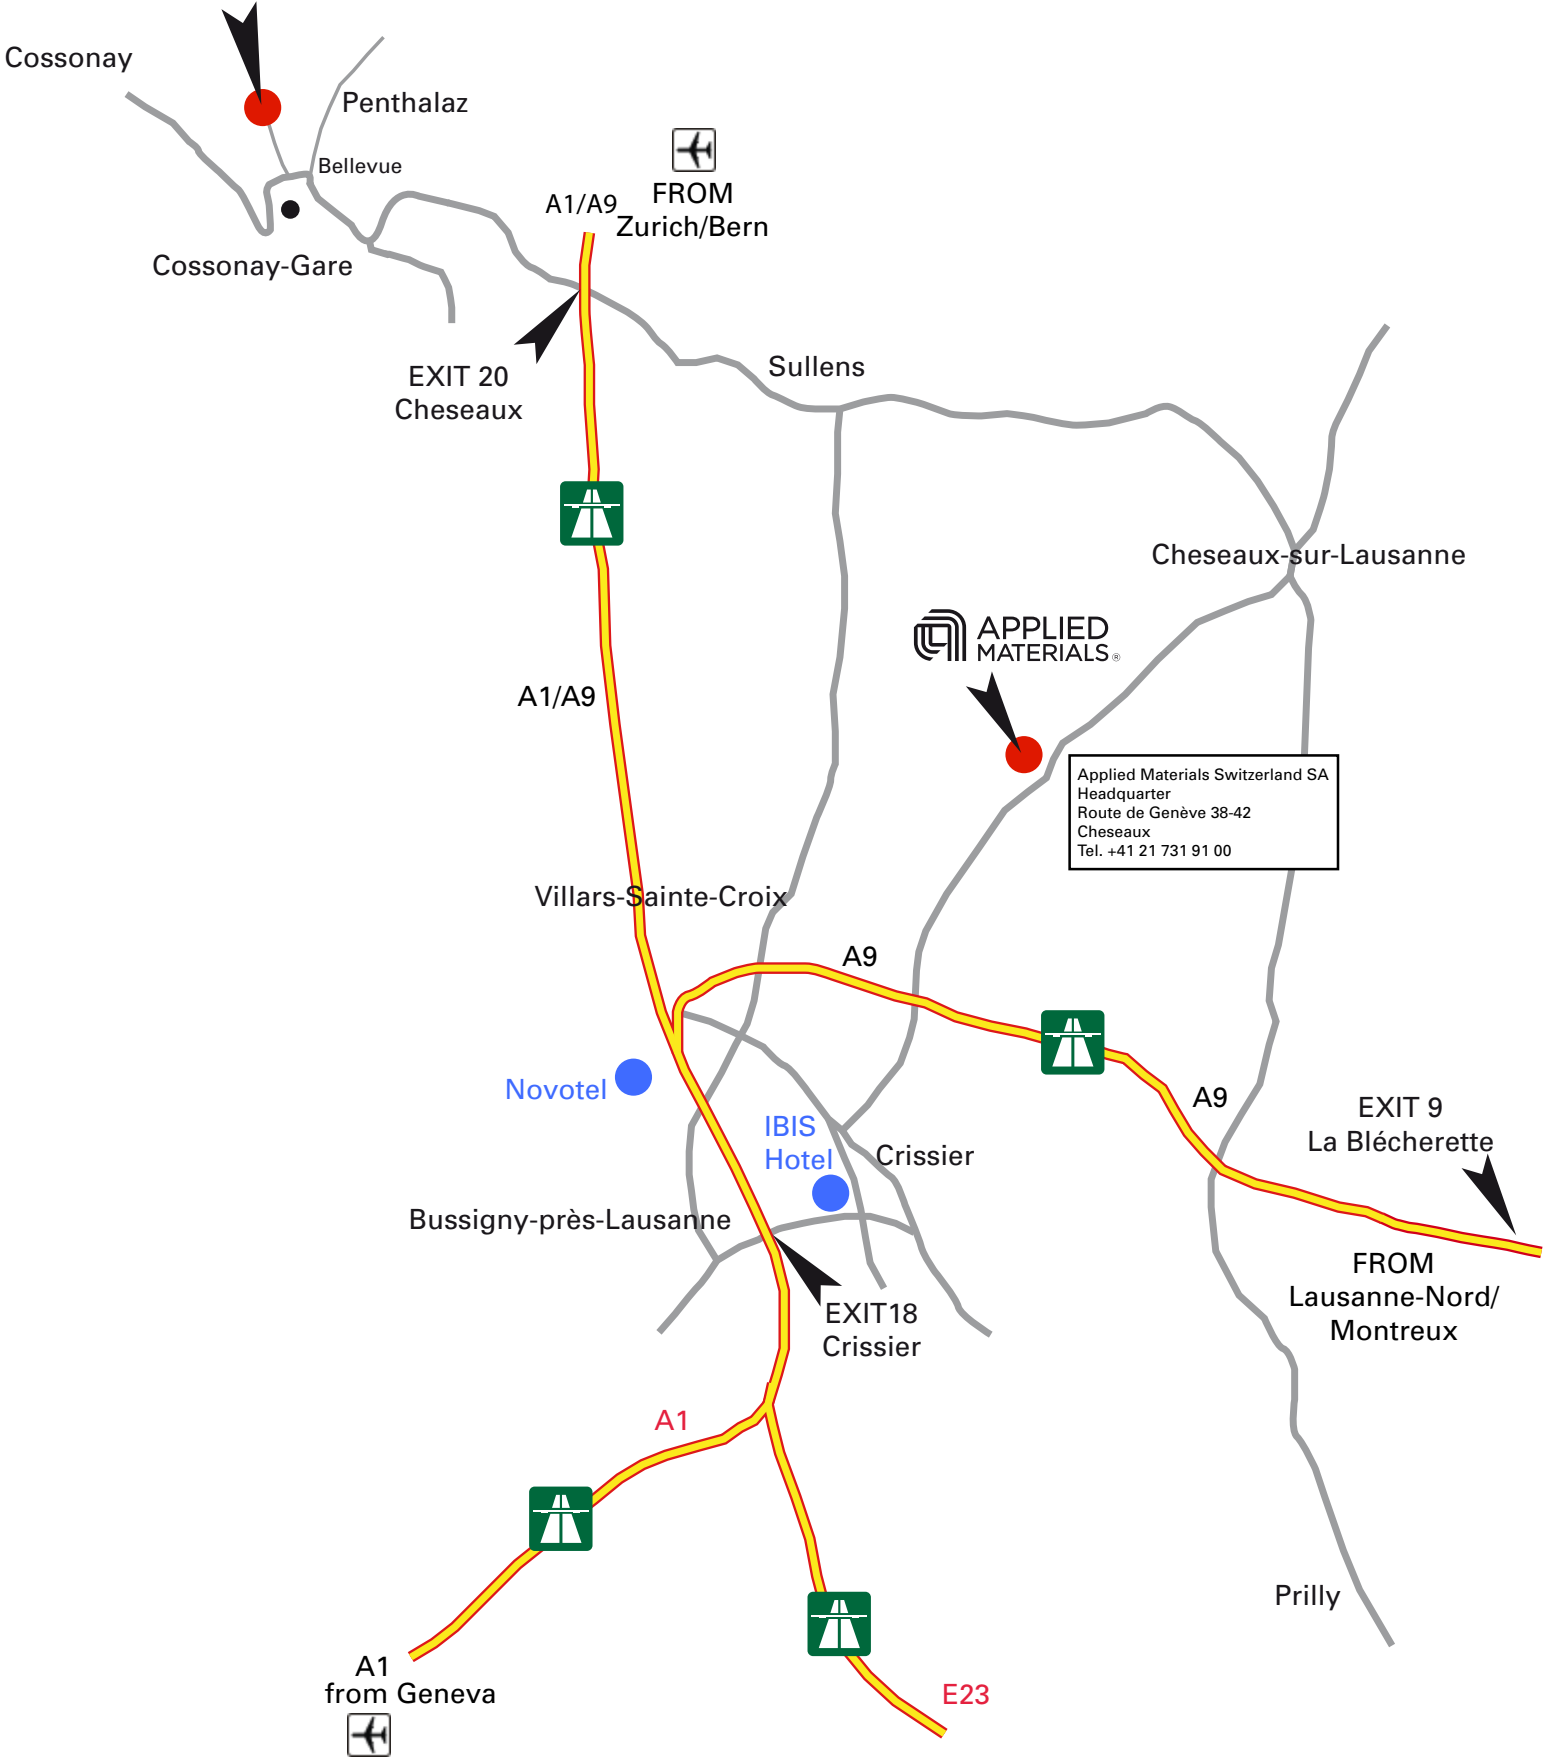 Cossonay
Penthalaz
Bellevue
Cossonay-Gare
A1/A9
FROM
Zurich/Bern
EXIT 20
Cheseaux
Sullens
Cheseaux-sur-Lausanne
APPLIED
MATERIALS®
A1/A9
Applied Materials Switzerland SA
Headquarter
Route de Genève 38-42
Cheseaux
Tel. +41 21 731 91 00
Villars-Sainte-Croix
A9
Novotel
A9
EXIT 9
La Blécherette
IBIS
Hotel
Crissier
Bussigny-près-Lausanne
FROM
Lausanne-Nord/
Montreux
EXIT18
Crissier
A1
Prilly
A1
from Geneva
E23